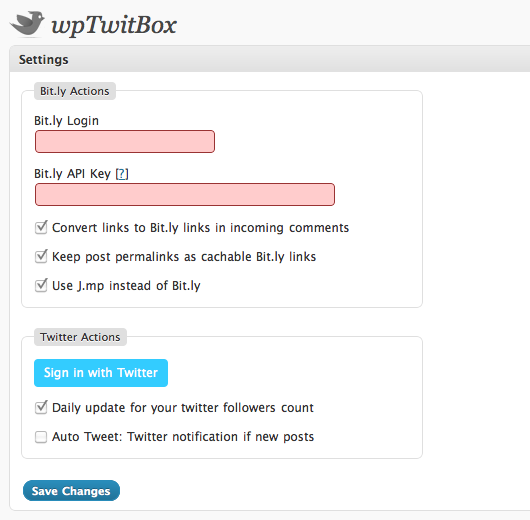 wpTwitBox
Settings
Bit.ly Actions
Bit.ly Login
Bit.ly API Key [?]
Convert links to Bit.ly links in incoming comments
Keep post permalinks as cachable Bit.ly links
Use J.mp instead of Bit.ly
Twitter Actions
Sign in with Twitter
Daily update for your twitter followers count
Auto Tweet: Twitter notification if new posts
Save Changes